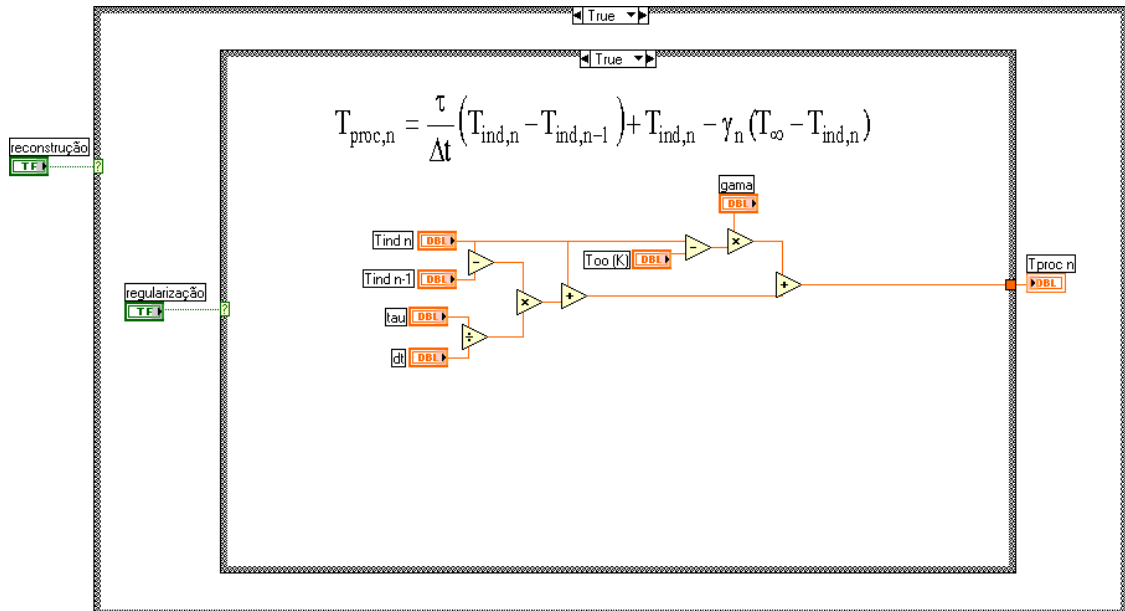 True
True
T_proc,n = τ/Δt (T_ind,n − T_ind,n−1) + T_ind,n − γ_n (T_∞ − T_ind,n)
reconstrução
TF
?
gama
DBL
Tind n DBL
−
Too (K) DBL
−
×
Tind n-1 DBL
Tproc n
DBL
regularização
TF
?
×
+
+
tau DBL
÷
dt DBL